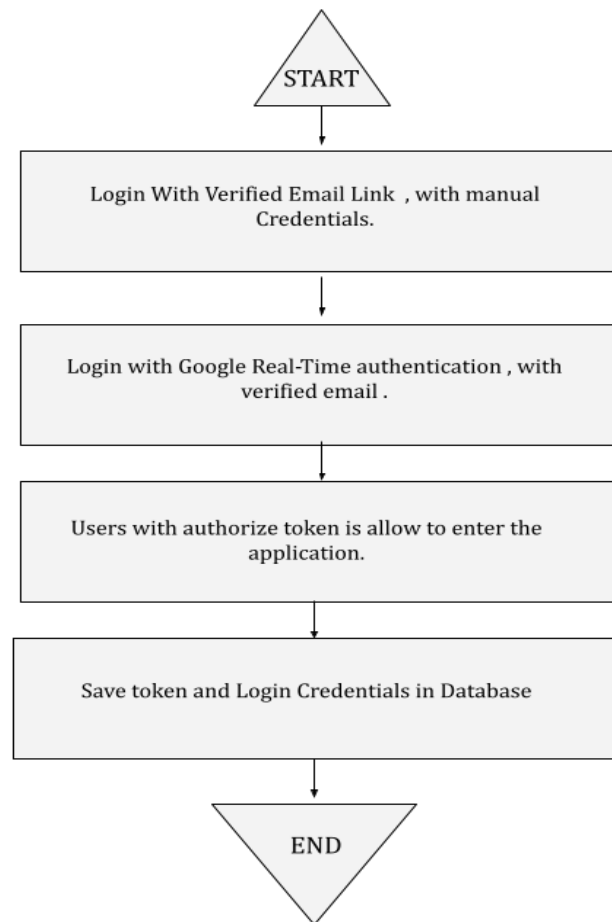 START
Login With Verified Email Link , with manual
Credentials.
Login with Google Real-Time authentication , with
verified email .
Users with authorize token is allow to enter the
application.
Save token and Login Credentials in Database
END